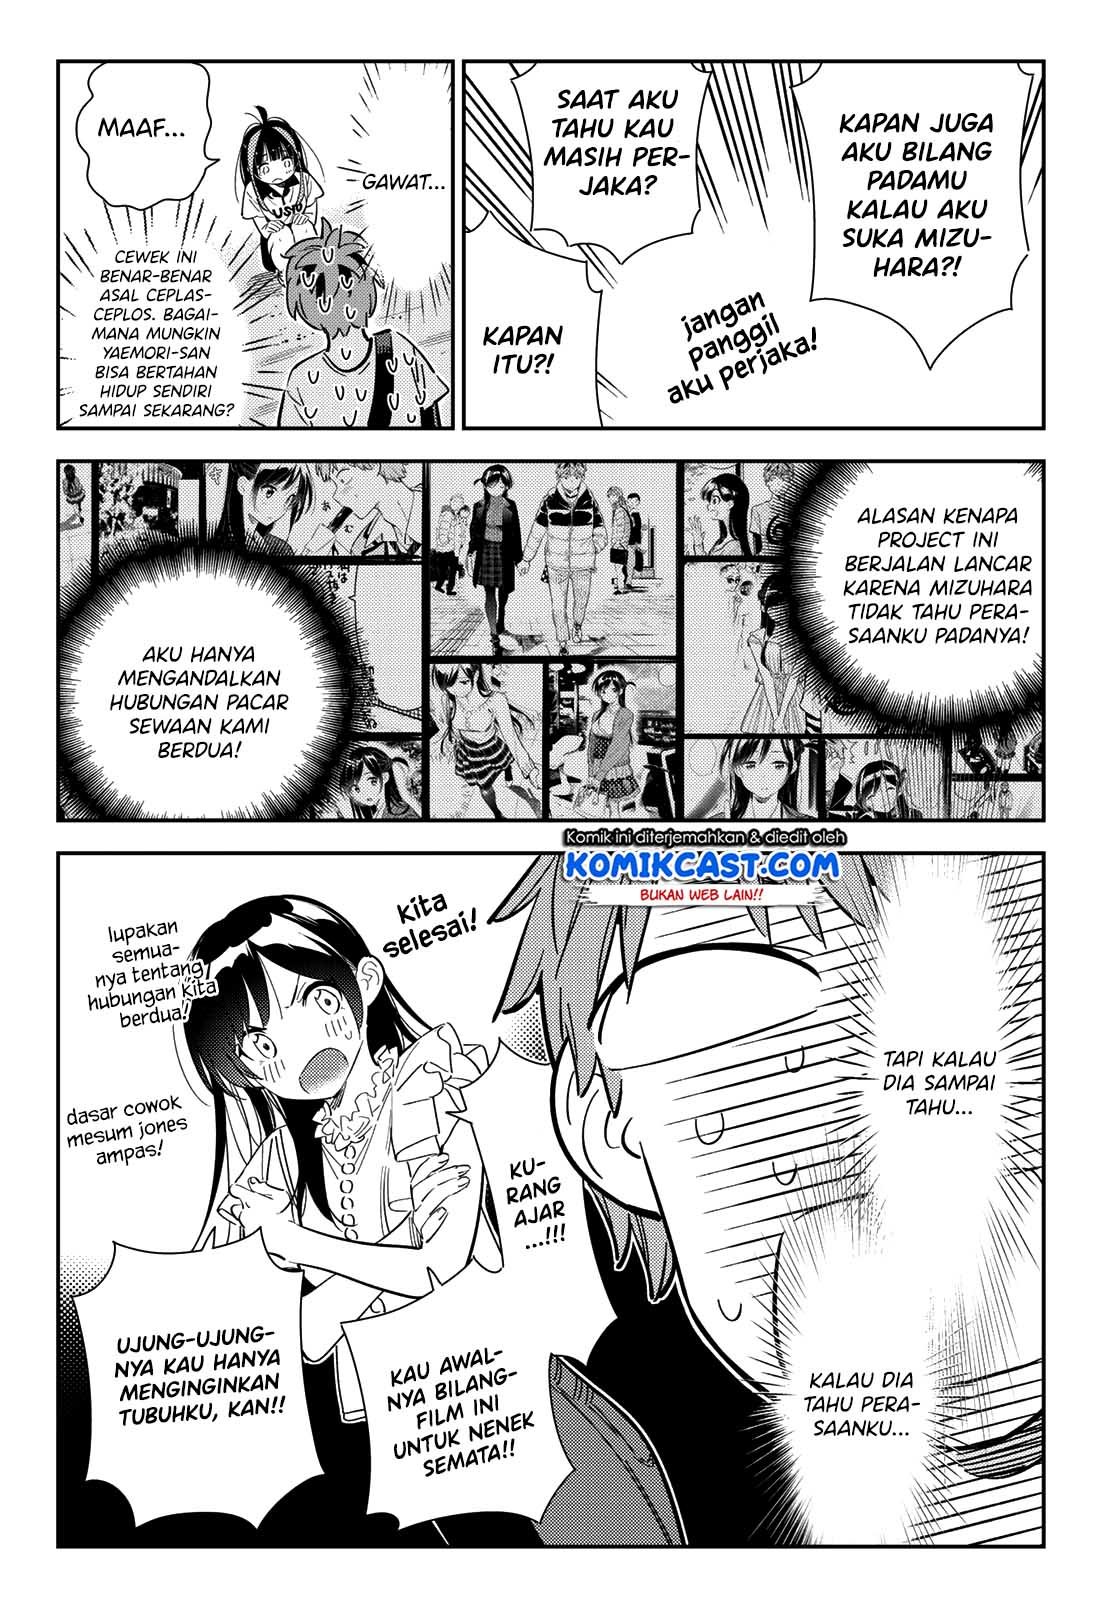 KAPAN JUGA
AKU BILANG
PADAMU
KALAU AKU
SUKA MIZU-
HARA?!
SAAT AKU
TAHU KAU
MASIH PER-
JAKA?
jangan
panggil
aku perjaka!
KAPAN
ITU?!
GAWAT...
MAAF...
CEWEK INI
BENAR-BENAR
ASAL CEPLAS-
CEPLOS. BAGAI-
MANA MUNGKIN
YAEMORI-SAN
BISA BERTAHAN
HIDUP SENDIRI
SAMPAI SEKARANG?
ALASAN KENAPA
PROJECT INI
BERJALAN LANCAR
KARENA MIZUHARA
TIDAK TAHU PERA-
SAANKU PADANYA!
AKU HANYA
MENGANDALKAN
HUBUNGAN PACAR
SEWAAN KAMI
BERDUA!
Komik ini diterjemahkan & diedit oleh
KOMIKCAST.COM
BUKAN WEB LAIN!!
TAPI KALAU
DIA SAMPAI
TAHU...
KALAU DIA
TAHU PERA-
SAANKU...
kita
selesai!
lupakan
semua-
nya tentang
hubungan kita
berdua!
dasar cowok
mesum jones
ampas!
KU-
RANG
AJAR
...!!!
KAU AWAL-
NYA BILANG-
FILM INI
UNTUK NENEK
SEMATA!!
UJUNG-UJUNG-
NYA KAU HANYA
MENGINGINKAN
TUBUHKU, KAN!!